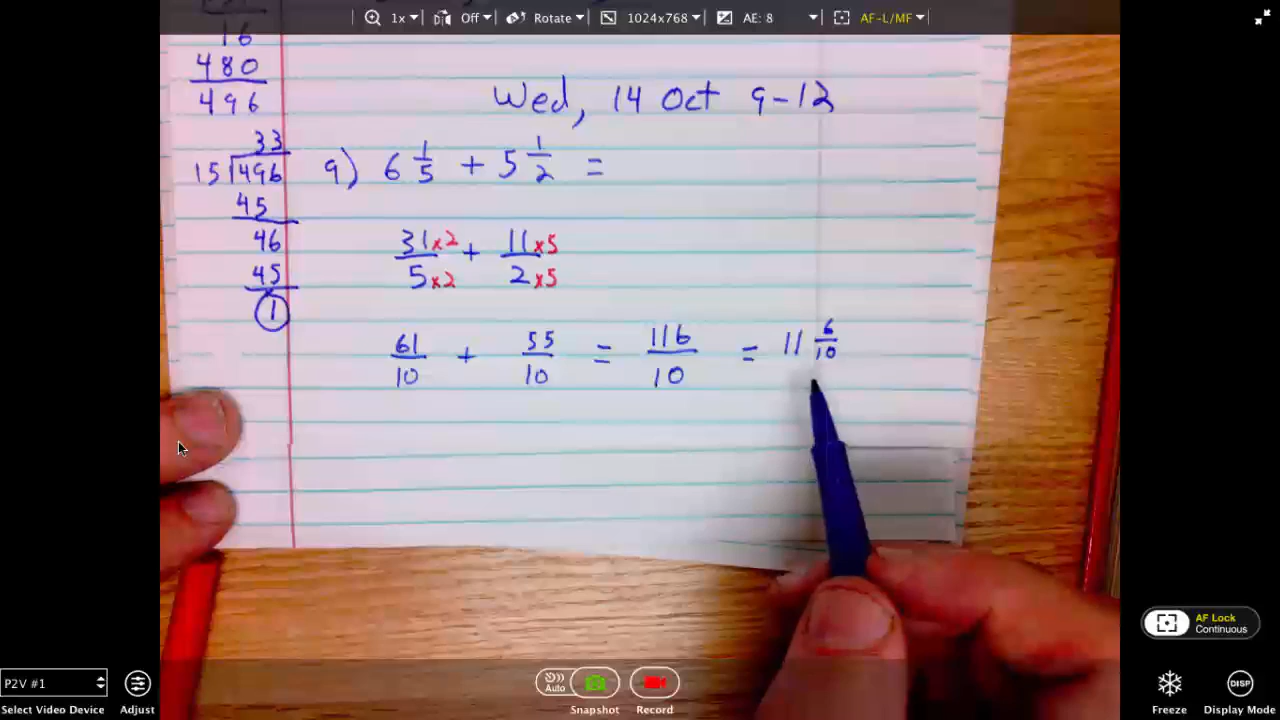 1x Off Rotate 1024x768 AE: 8 AF-L/MF
16
480
496
Wed, 14 Oct 9-12
33
15 496
45
46
45
1
9) 6 1/5 + 5 1/2 =
31x2/5x2 + 11x5/2x5
61/10 + 55/10 = 116/10 = 11 6/10
AF Lock
Continuous
P2V #1
Select Video Device
Adjust
Auto
Snapshot
Record
Freeze
DISP
Display Mode